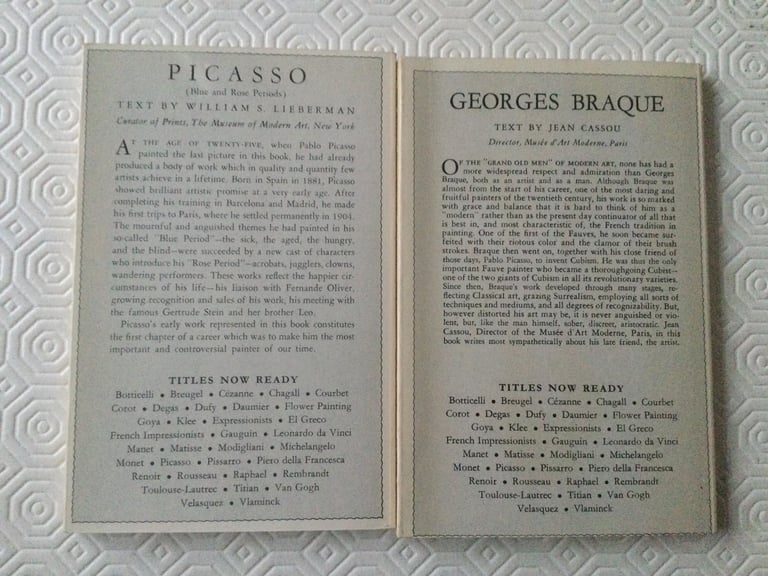 PICASSO
(Blue and Rose Periods)
TEXT BY WILLIAM S. LIEBERMAN
Curator of Prints, The Museum of Modern Art, New York
AT THE AGE OF TWENTY-FIVE, when Pablo Picasso
painted the last picture in this book, he had already
produced a body of work which in quality and quantity few
artists achieve in a lifetime. Born in Spain in 1881, Picasso
showed brilliant artistic promise at a very early age. After
completing his training in Barcelona and Madrid, he made
his first trips to Paris, where he settled permanently in 1904.
The mournful and anguished themes he had painted in his
so-called "Blue Period"—the sick, the aged, the hungry,
and the blind—were succeeded by a new cast of characters
who introduce his "Rose Period"—acrobats, jugglers, clowns,
wandering performers. These works reflect the happier cir-
cumstances of his life—his liaison with Fernande Oliver,
growing recognition and sales of his work, his meeting with
the famous Gertrude Stein and her brother Leo.
Picasso's early work represented in this book constitutes
the first chapter of a career which was to make him the most
important and controversial painter of our time.
TITLES NOW READY
Botticelli • Breugel • Cézanne • Chagall • Courbet
Corot • Degas • Dufy • Daumier • Flower Painting
Goya • Klee • Expressionists • El Greco
French Impressionists • Gauguin • Leonardo da Vinci
Manet • Matisse • Modigliani • Michelangelo
Monet • Picasso • Pissarro • Piero della Francesca
Renoir • Rousseau • Raphael • Rembrandt
Toulouse-Lautrec • Titian • Van Gogh
Velasquez • Vlaminck
GEORGES BRAQUE
TEXT BY JEAN CASSOU
Director, Musée d'Art Moderne, Paris
OF THE "GRAND OLD MEN" OF MODERN ART, none has had a
more widespread respect and admiration than Georges
Braque, both as an artist and as a man. Although Braque was
almost from the start of his career, one of the most daring and
fruitful painters of the twentieth century, his work is so marked
with grace and balance that it is hard to think of him as a
"modern" rather than as the present day continuator of all that
is best in, and most characteristic of, the French tradition in
painting. One of the first of the Fauves, he soon became sur-
feited with their riotous color and the clamor of their brush
strokes. Braque then went on, together with his close friend of
those days, Pablo Picasso, to invent Cubism. He was thus the only
important Fauve painter who became a thoroughgoing Cubist—
one of the two giants of Cubism in all its revolutionary varieties.
Since then, Braque's work developed through many stages, re-
flecting Classical art, grazing Surrealism, employing all sorts of
techniques and mediums, and all degrees of recognizability. But,
however distorted his art may be, it is never anguished or vio-
lent, but, like the man himself, sober, discreet, aristocratic. Jean
Cassou, Director of the Musée d'Art Moderne, Paris, in this
book writes most sympathetically about his late friend, the artist.
TITLES NOW READY
Botticelli • Breugel • Cézanne • Chagall • Courbet
Corot • Degas • Dufy • Daumier • Flower Painting
Goya • Klee • Expressionists • El Greco
French Impressionists • Gauguin • Leonardo da Vinci
Manet • Matisse • Modigliani • Michelangelo
Monet • Picasso • Pissarro • Piero della Francesca
Renoir • Rousseau • Raphael • Rembrandt
Toulouse-Lautrec • Titian • Van Gogh
Velasquez • Vlaminck